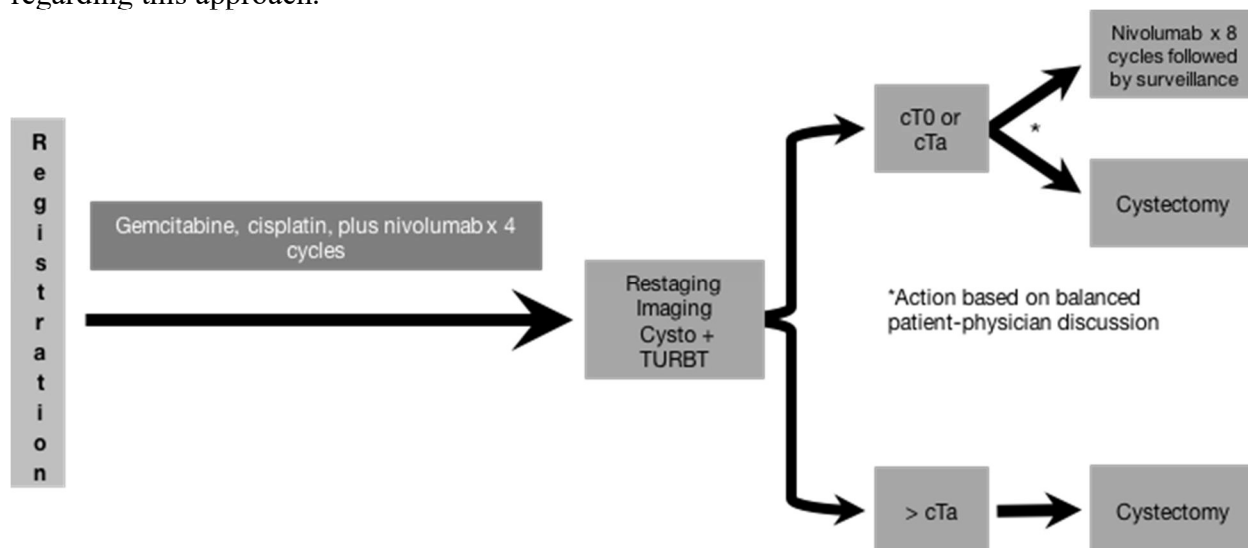 regarding this approach.
R
e
g
i
s
t
r
a
t
i
o
n
Gemcitabine, cisplatin, plus nivolumab x 4
cycles
Restaging
Imaging
Cysto +
TURBT
cT0 or
cTa
*
Nivolumab x 8
cycles followed
by surveillance
Cystectomy
*Action based on balanced
patient-physician discussion
> cTa
Cystectomy